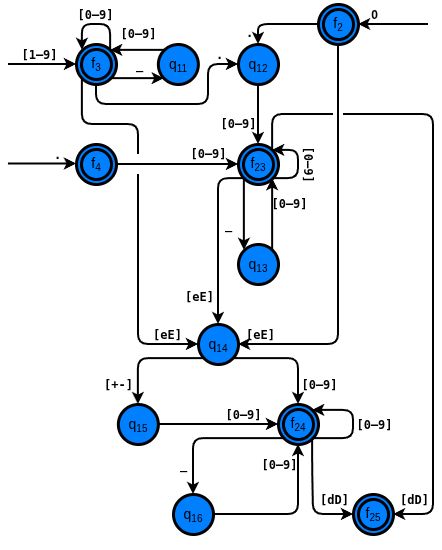 [0–9]
0
f2
[0–9]
.
[1–9]
f3
_
q11
.
q12
[0–9]
.
f4
[0–9]
f23
[0–9]
[0–9]
_
q13
[eE]
[eE]
q14
[eE]
[+-]
[0–9]
q15
[0–9]
f24
[0–9]
_
[0–9]
q16
[dD]
f25
[dD]